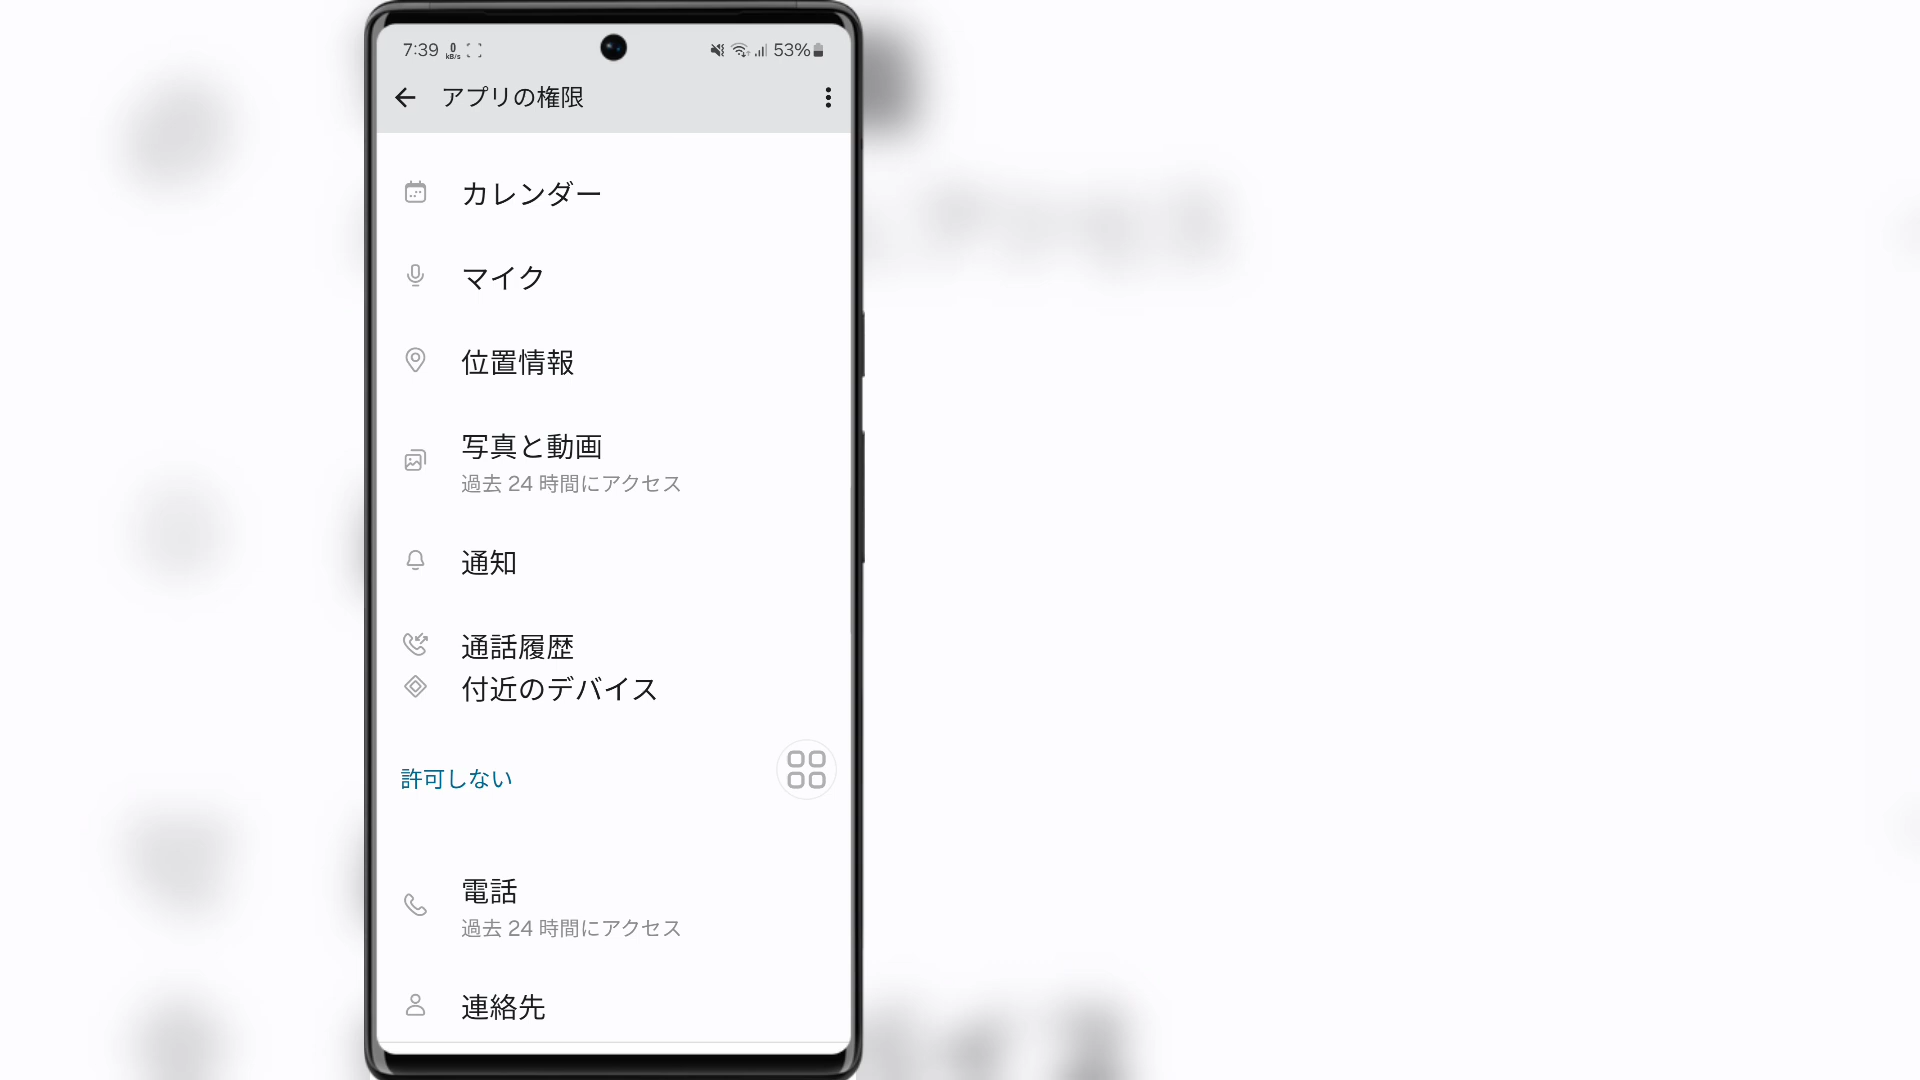 7:39 0 kB/s 53%
アプリの権限
カレンダー
マイク
位置情報
写真と動画
過去 24 時間にアクセス
通知
通話履歴
付近のデバイス
許可しない
電話
過去 24 時間にアクセス
連絡先